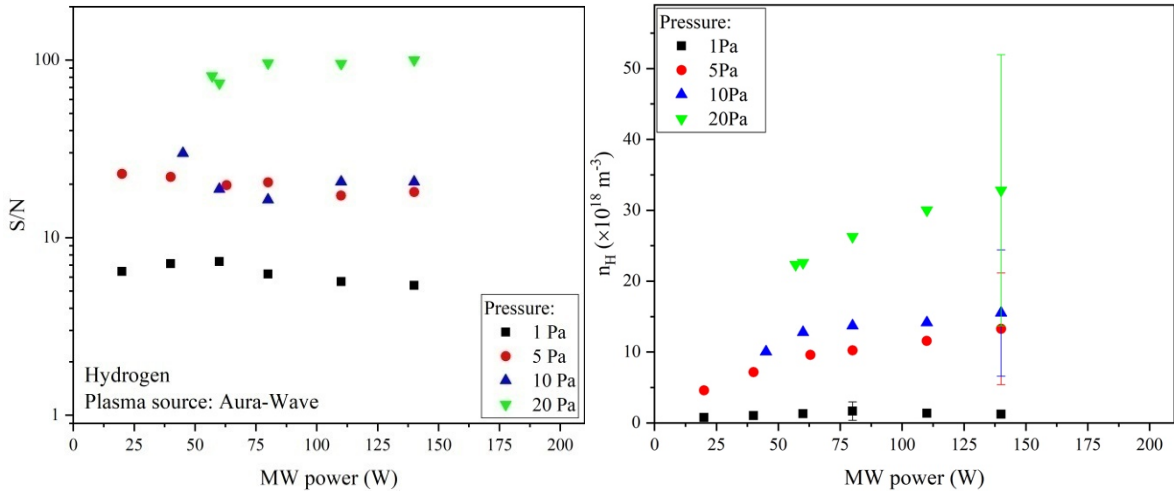 100
10
1
S/N
0
25
50
75
100
125
150
175
200
MW power (W)
Hydrogen
Plasma source: Aura-Wave
Pressure:
1 Pa
5 Pa
10 Pa
20 Pa
50
40
30
20
10
0
n_H (×10^18 m^-3)
0
25
50
75
100
125
150
175
200
MW power (W)
Pressure:
1Pa
5Pa
10Pa
20Pa